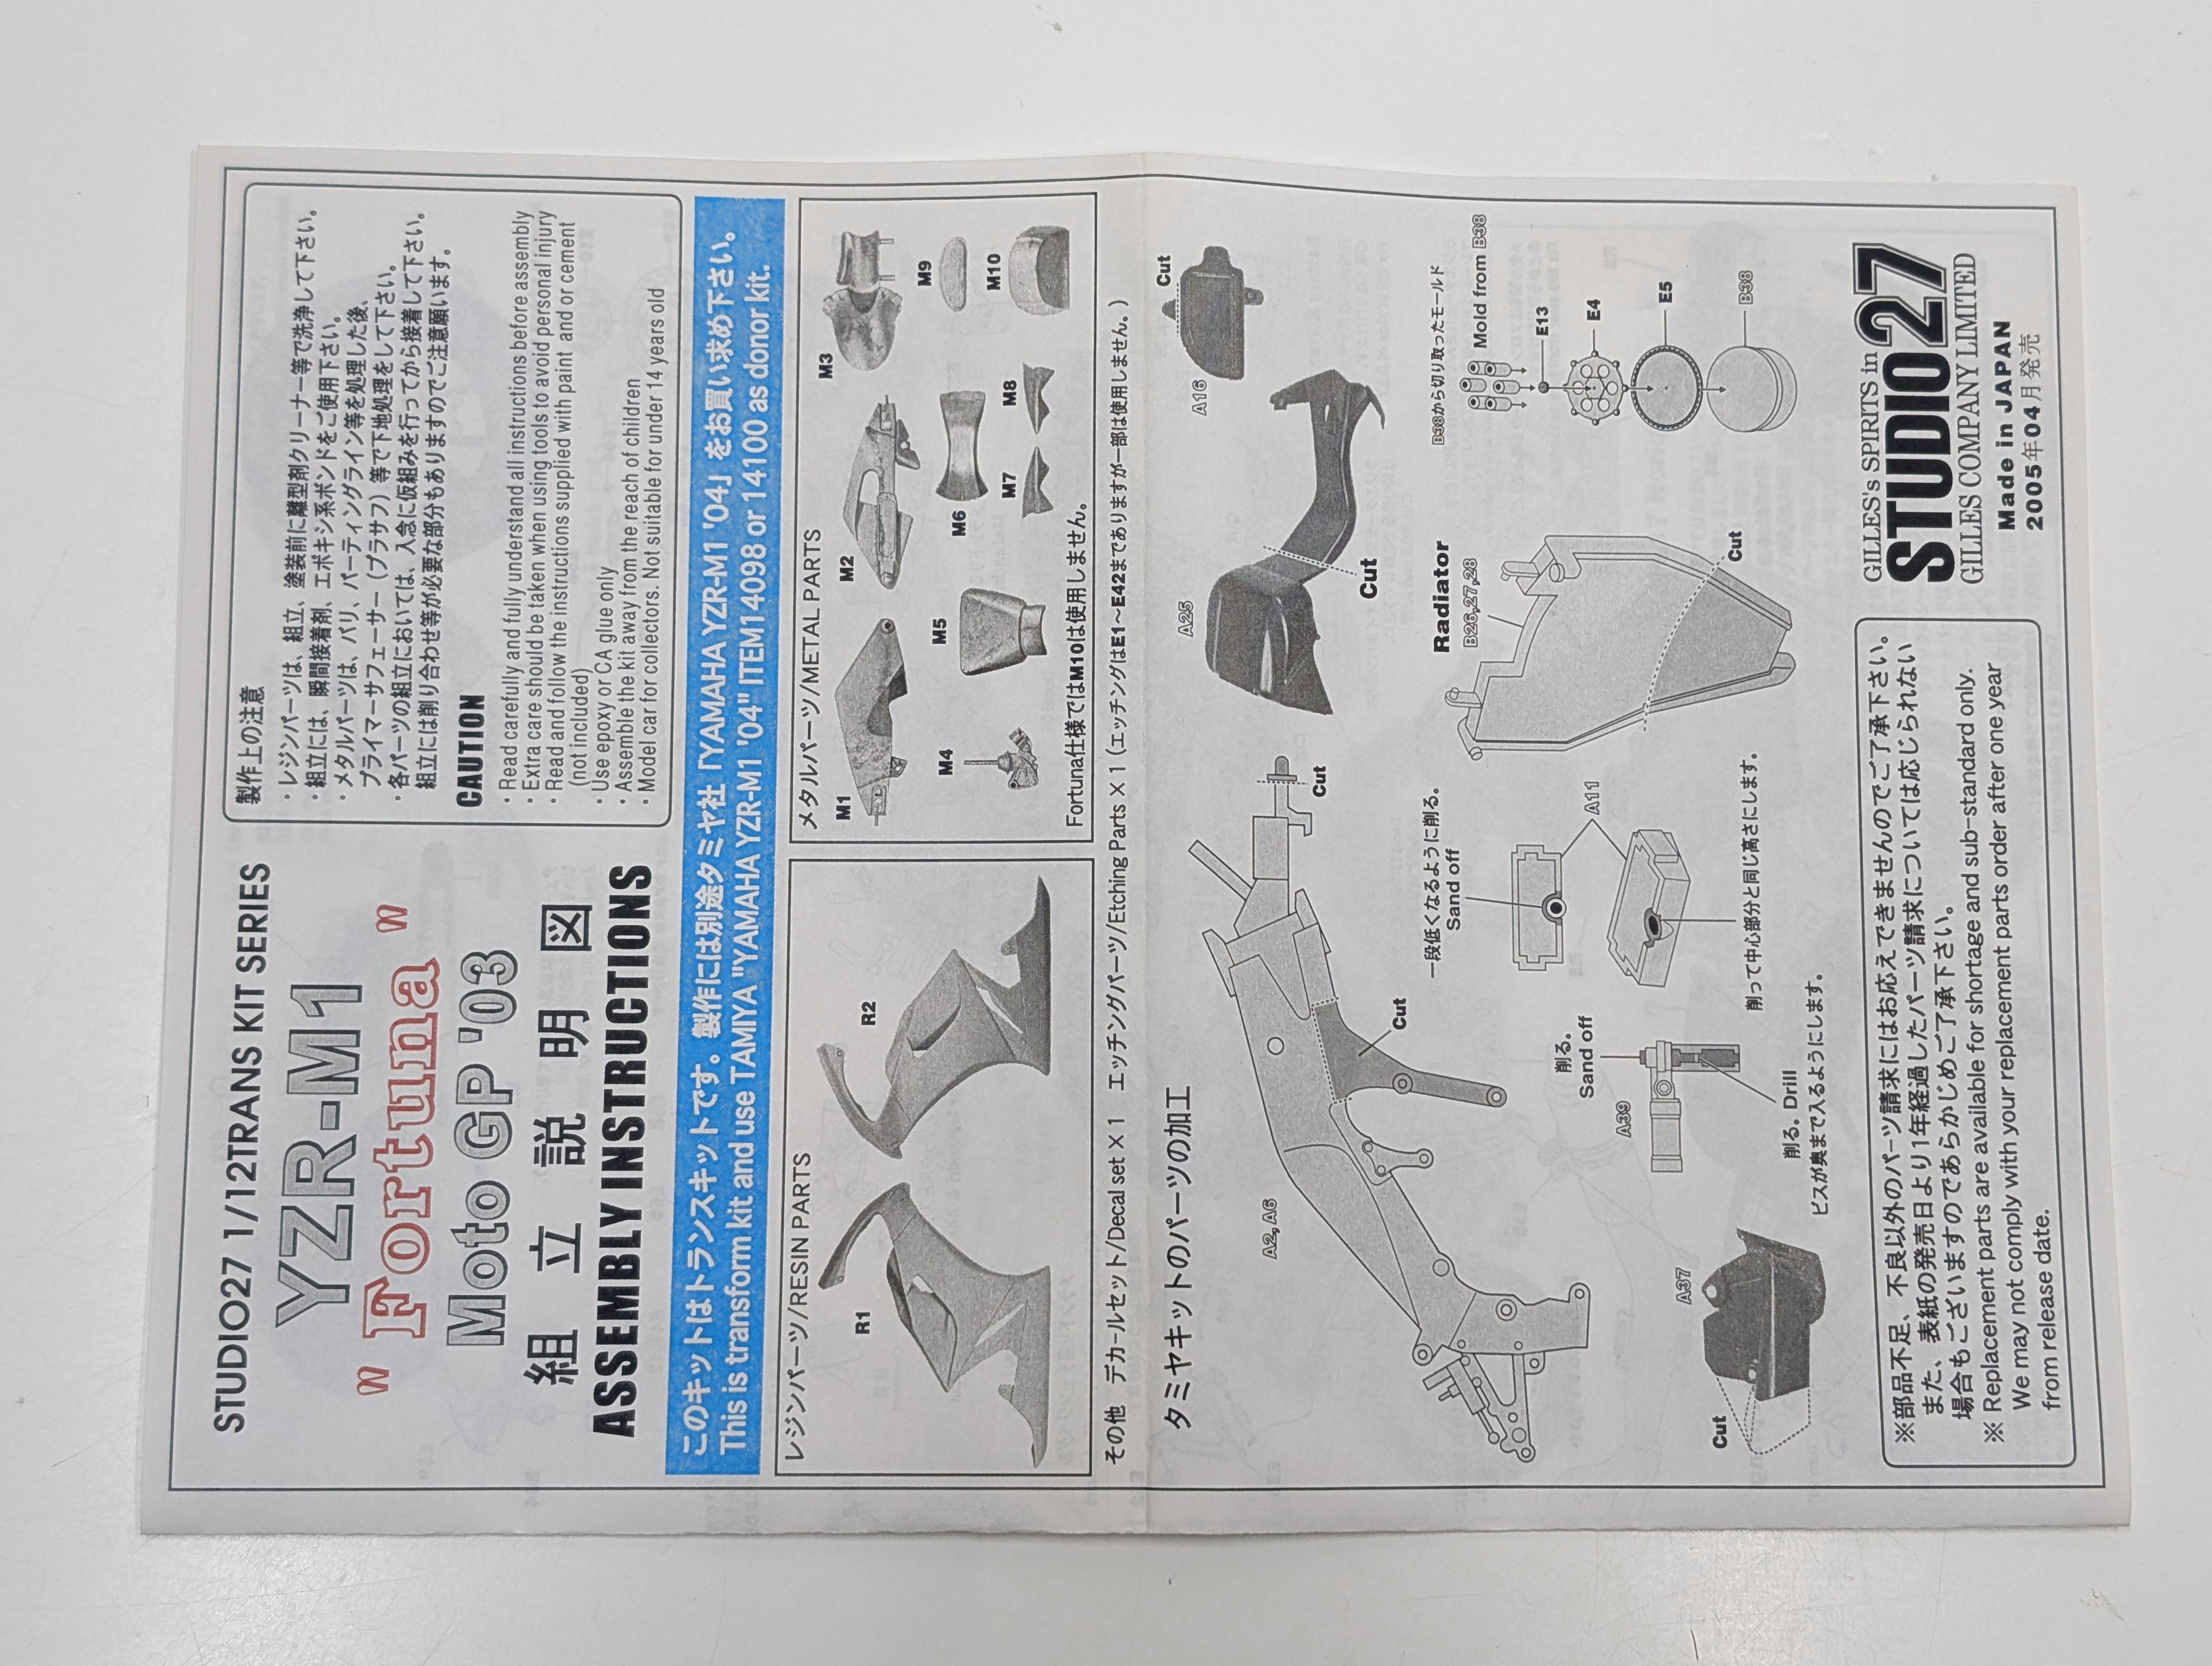 STUDIO27 1/12TRANS KIT SERIES
YZR-M1
"Fortuna"
Moto GP '03
組立説明図
ASSEMBLY INSTRUCTIONS
製作上の注意
・レジンパーツは、組立、塗装前に離型剤クリーナー等で洗浄して下さい。
・組立には、瞬間接着剤、エポキシ系ボンドをご使用下さい。
・メタルパーツは、バリ、パーティングライン等を処理した後、
プライマーサフェーサー（プラサフ）等で下地処理をして下さい。
・各パーツの組立においては、入念に仮組みを行ってから接着して下さい。
組立には削り合わせ等が必要な部分もありますのでご注意願います。
CAUTION
・Read carefully and fully understand all instructions before assembly
・Extra care should be taken when using tools to avoid personal injury
・Read and follow the instructions supplied with paint and or cement
(not included)
・Use epoxy or CA glue only
・Assemble the kit away from the reach of children
・Model car for collectors. Not suitable for under 14 years old
このキットはトランスキットです。製作には別途タミヤ社「YAMAHA YZR-M1 '04」をお買い求め下さい。
This is transform kit and use TAMIYA "YAMAHA YZR-M1 '04" ITEM14098 or 14100 as donor kit.
レジンパーツ/RESIN PARTS
R1
R2
メタルパーツ/METAL PARTS
M1
M2
M3
M4
M5
M6
M7
M8
M9
M10
Fortuna仕様ではM10は使用しません。
その他 デカールセット/Decal set X 1 エッチングパーツ/Etching Parts X 1 (エッチングはE1～E42までありますが一部は使用しません。)
タミヤキットのパーツの加工
A2, A6
Cut
Cut
A25
Cut
A16
Cut
A37
Cut
A39
削る。
Sand off
削る。Drill
ビスが奥まで入るようにします。
一段低くなるように削る。
Sand off
A11
削って中心部分と同じ高さにします。
Radiator
B26,27,28
Cut
B38から切り取ったモールド
Mold from B38
E13
E4
E5
B38
※部品不足、不良以外のパーツ請求にはお応えできませんのでご了承下さい。
また、表紙の発売日より1年経過したパーツ請求については応じられない
場合もございますのであらかじめご了承下さい。
※ Replacement parts are available for shortage and sub-standard only.
We may not comply with your replacement parts order after one year
from release date.
GILLES's SPIRITS in
STUDIO27
GILLES COMPANY LIMITED
Made in JAPAN
2005年04月発売